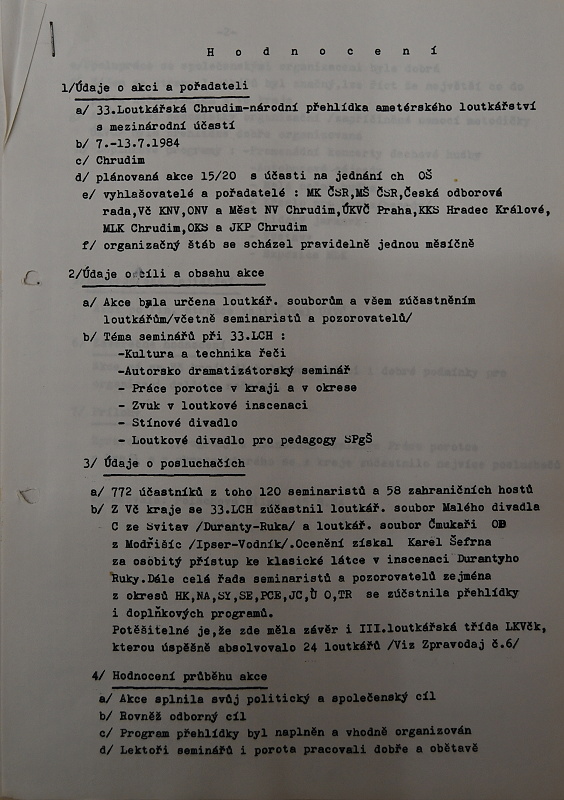 H o d n o c e n í
1/Údaje o akci a pořadateli
a/ 33.Loutkářská Chrudim-národní přehlídka ametérského loutkářství
s mezinárodní účastí
b/ 7.-13.7.1984
c/ Chrudim
d/ plánovaná akce 15/20 s účasti na jednání ch OŠ
e/ vyhlašovatelé a pořadatelé : MK ČSR,MŠ ČSR,Česká odborová
rada,Vč KNV,ONV a Měst NV Chrudim,ÚKVČ Praha,KKS Hradec Králové,
MLK Chrudim,OKS a JKP Chrudim
f/ organizačný štáb se scházel pravidelně jednou měsíčně
2/Údaje o cíli a obsahu akce
a/ Akce byla určena loutkář. souborům a všem zúčastněním
loutkářům/včetně seminaristů a pozorovatelů/
b/ Téma seminářů při 33.LCH :
-Kultura a technika řeči
-Autorsko dramatizátorský seminář
- Práce porotce v kraji a v okrese
- Zvuk v loutkové inscenaci
- Stínové divadlo
- Loutkové divadlo pro pedagogy SPgŠ
3/ Údaje o posluchačích
a/ 772 účastníků z toho 120 seminaristů a 58 zahraničních hostů
b/ Z Vč kraje se 33.LCH zúčastnil loutkář. soubor Malého divadla
C ze Svitav /Duranty-Ruka/ a loutkář. soubor Čmukaři OB
z Modřišic /Ipser-Vodník/.Ocenění získal Karel Šefrna
za osobitý přístup ke klasické látce v inscenaci Durantyho
Ruky.Dále celá řada seminaristů a pozorovatelů zejména
z okresů HK,NA,SY,SE,PCE,JC,Ú O,TR se zúčstnila přehlídky
i doplňkových programů.
Potěšitelné je,že zde měla závěr i III.loutkářská třída LKVčk,
kterou úspěšně absolvovalo 24 loutkářů /Viz Zpravodaj č.6/
4/ Hodnocení průběhu akce
a/ Akce splnila svůj politický a společenský cíl
b/ Rovněž odborný cíl
c/ Program přehlídky byl naplněn a vhodně organizován
d/ Lektoři seminářů i porota pracovali dobře a obětavě